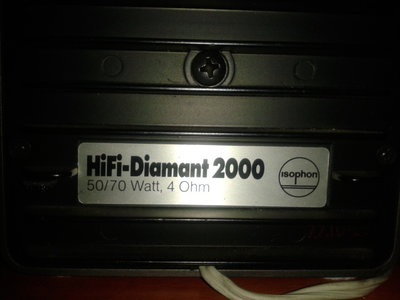 HiFi-Diamant 2000
50/70 Watt, 4 Ohm
isophon